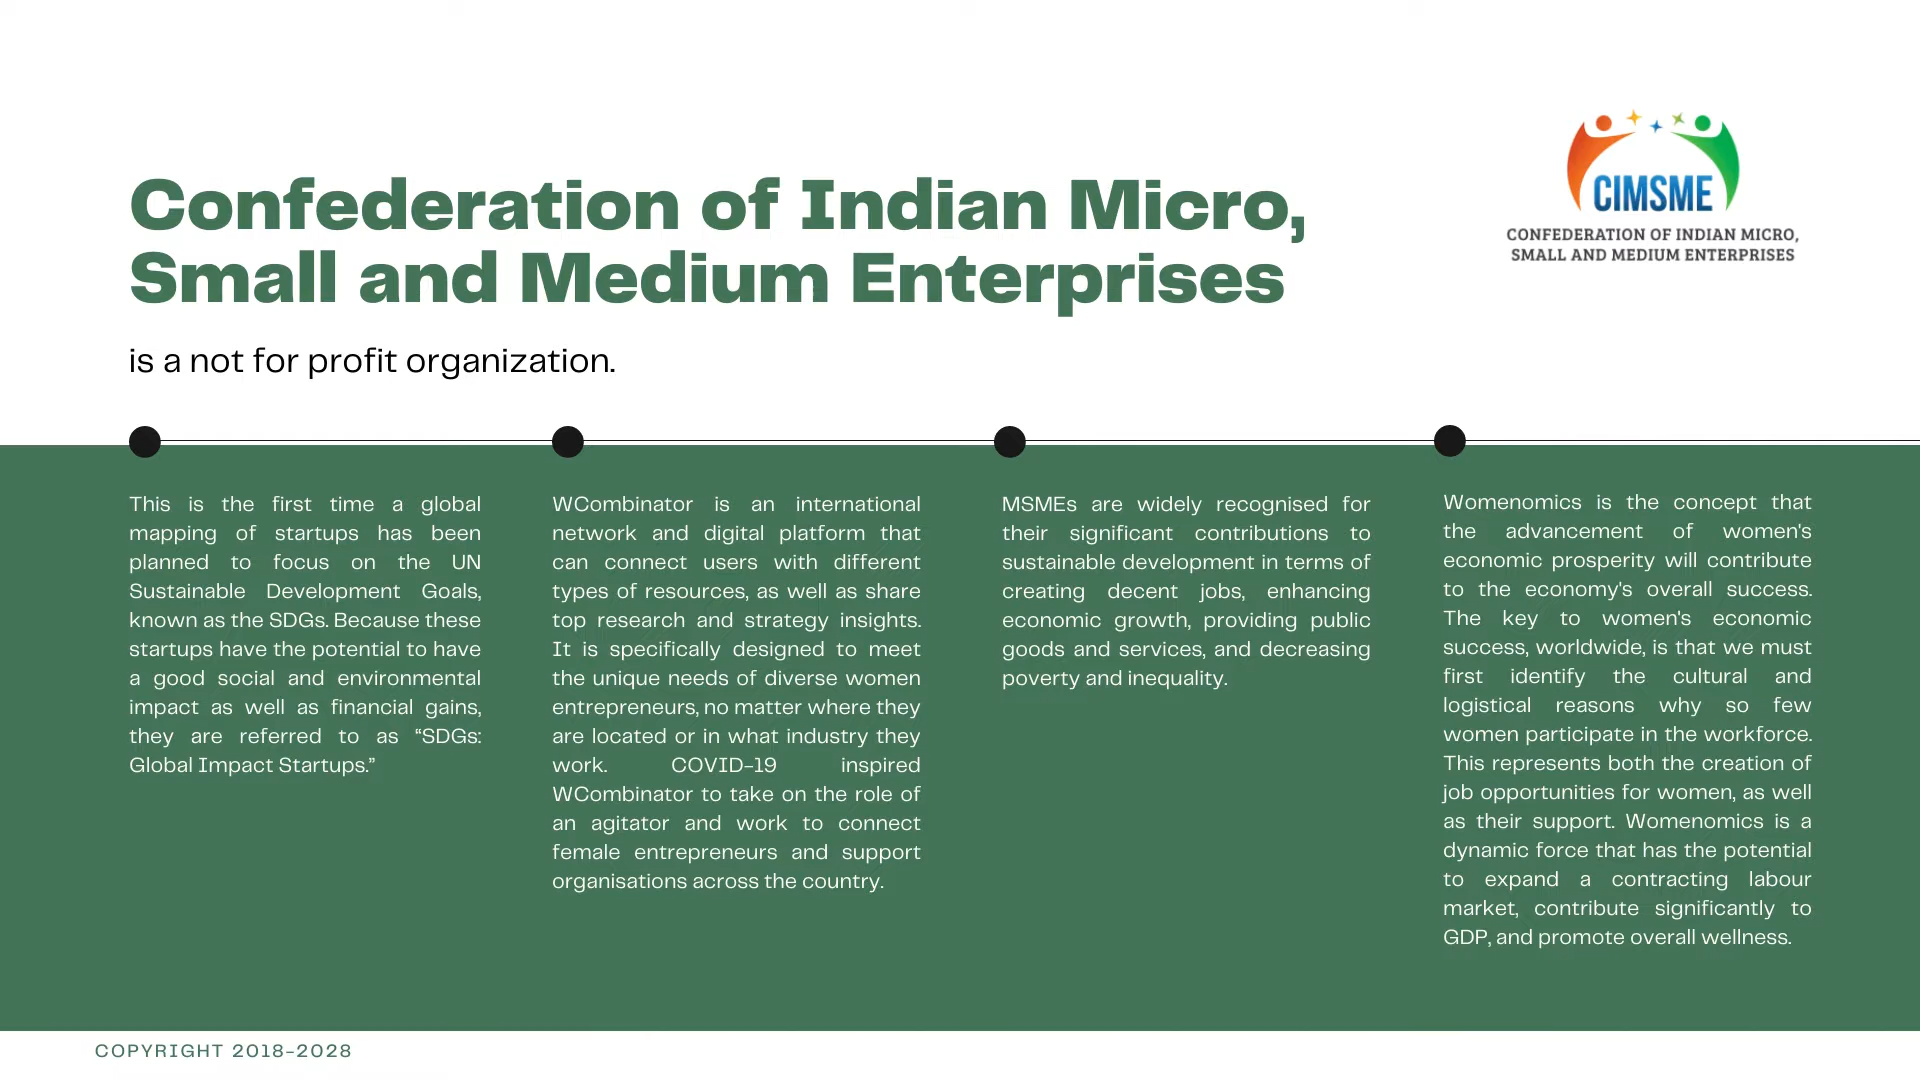 CIMSME
CONFEDERATION OF INDIAN MICRO,
SMALL AND MEDIUM ENTERPRISES
Confederation of Indian Micro,
Small and Medium Enterprises
is a not for profit organization.
This is the first time a global
mapping of startups has been
planned to focus on the UN
Sustainable Development Goals,
known as the SDGs. Because these
startups have the potential to have
a good social and environmental
impact as well as financial gains,
they are referred to as “SDGs:
Global Impact Startups.”
WCombinator is an international
network and digital platform that
can connect users with different
types of resources, as well as share
top research and strategy insights.
It is specifically designed to meet
the unique needs of diverse women
entrepreneurs, no matter where they
are located or in what industry they
work. COVID-19 inspired
WCombinator to take on the role of
an agitator and work to connect
female entrepreneurs and support
organisations across the country.
MSMEs are widely recognised for
their significant contributions to
sustainable development in terms of
creating decent jobs, enhancing
economic growth, providing public
goods and services, and decreasing
poverty and inequality.
Womenomics is the concept that
the advancement of women's
economic prosperity will contribute
to the economy's overall success.
The key to women's economic
success, worldwide, is that we must
first identify the cultural and
logistical reasons why so few
women participate in the workforce.
This represents both the creation of
job opportunities for women, as well
as their support. Womenomics is a
dynamic force that has the potential
to expand a contracting labour
market, contribute significantly to
GDP, and promote overall wellness.
COPYRIGHT 2018-2028